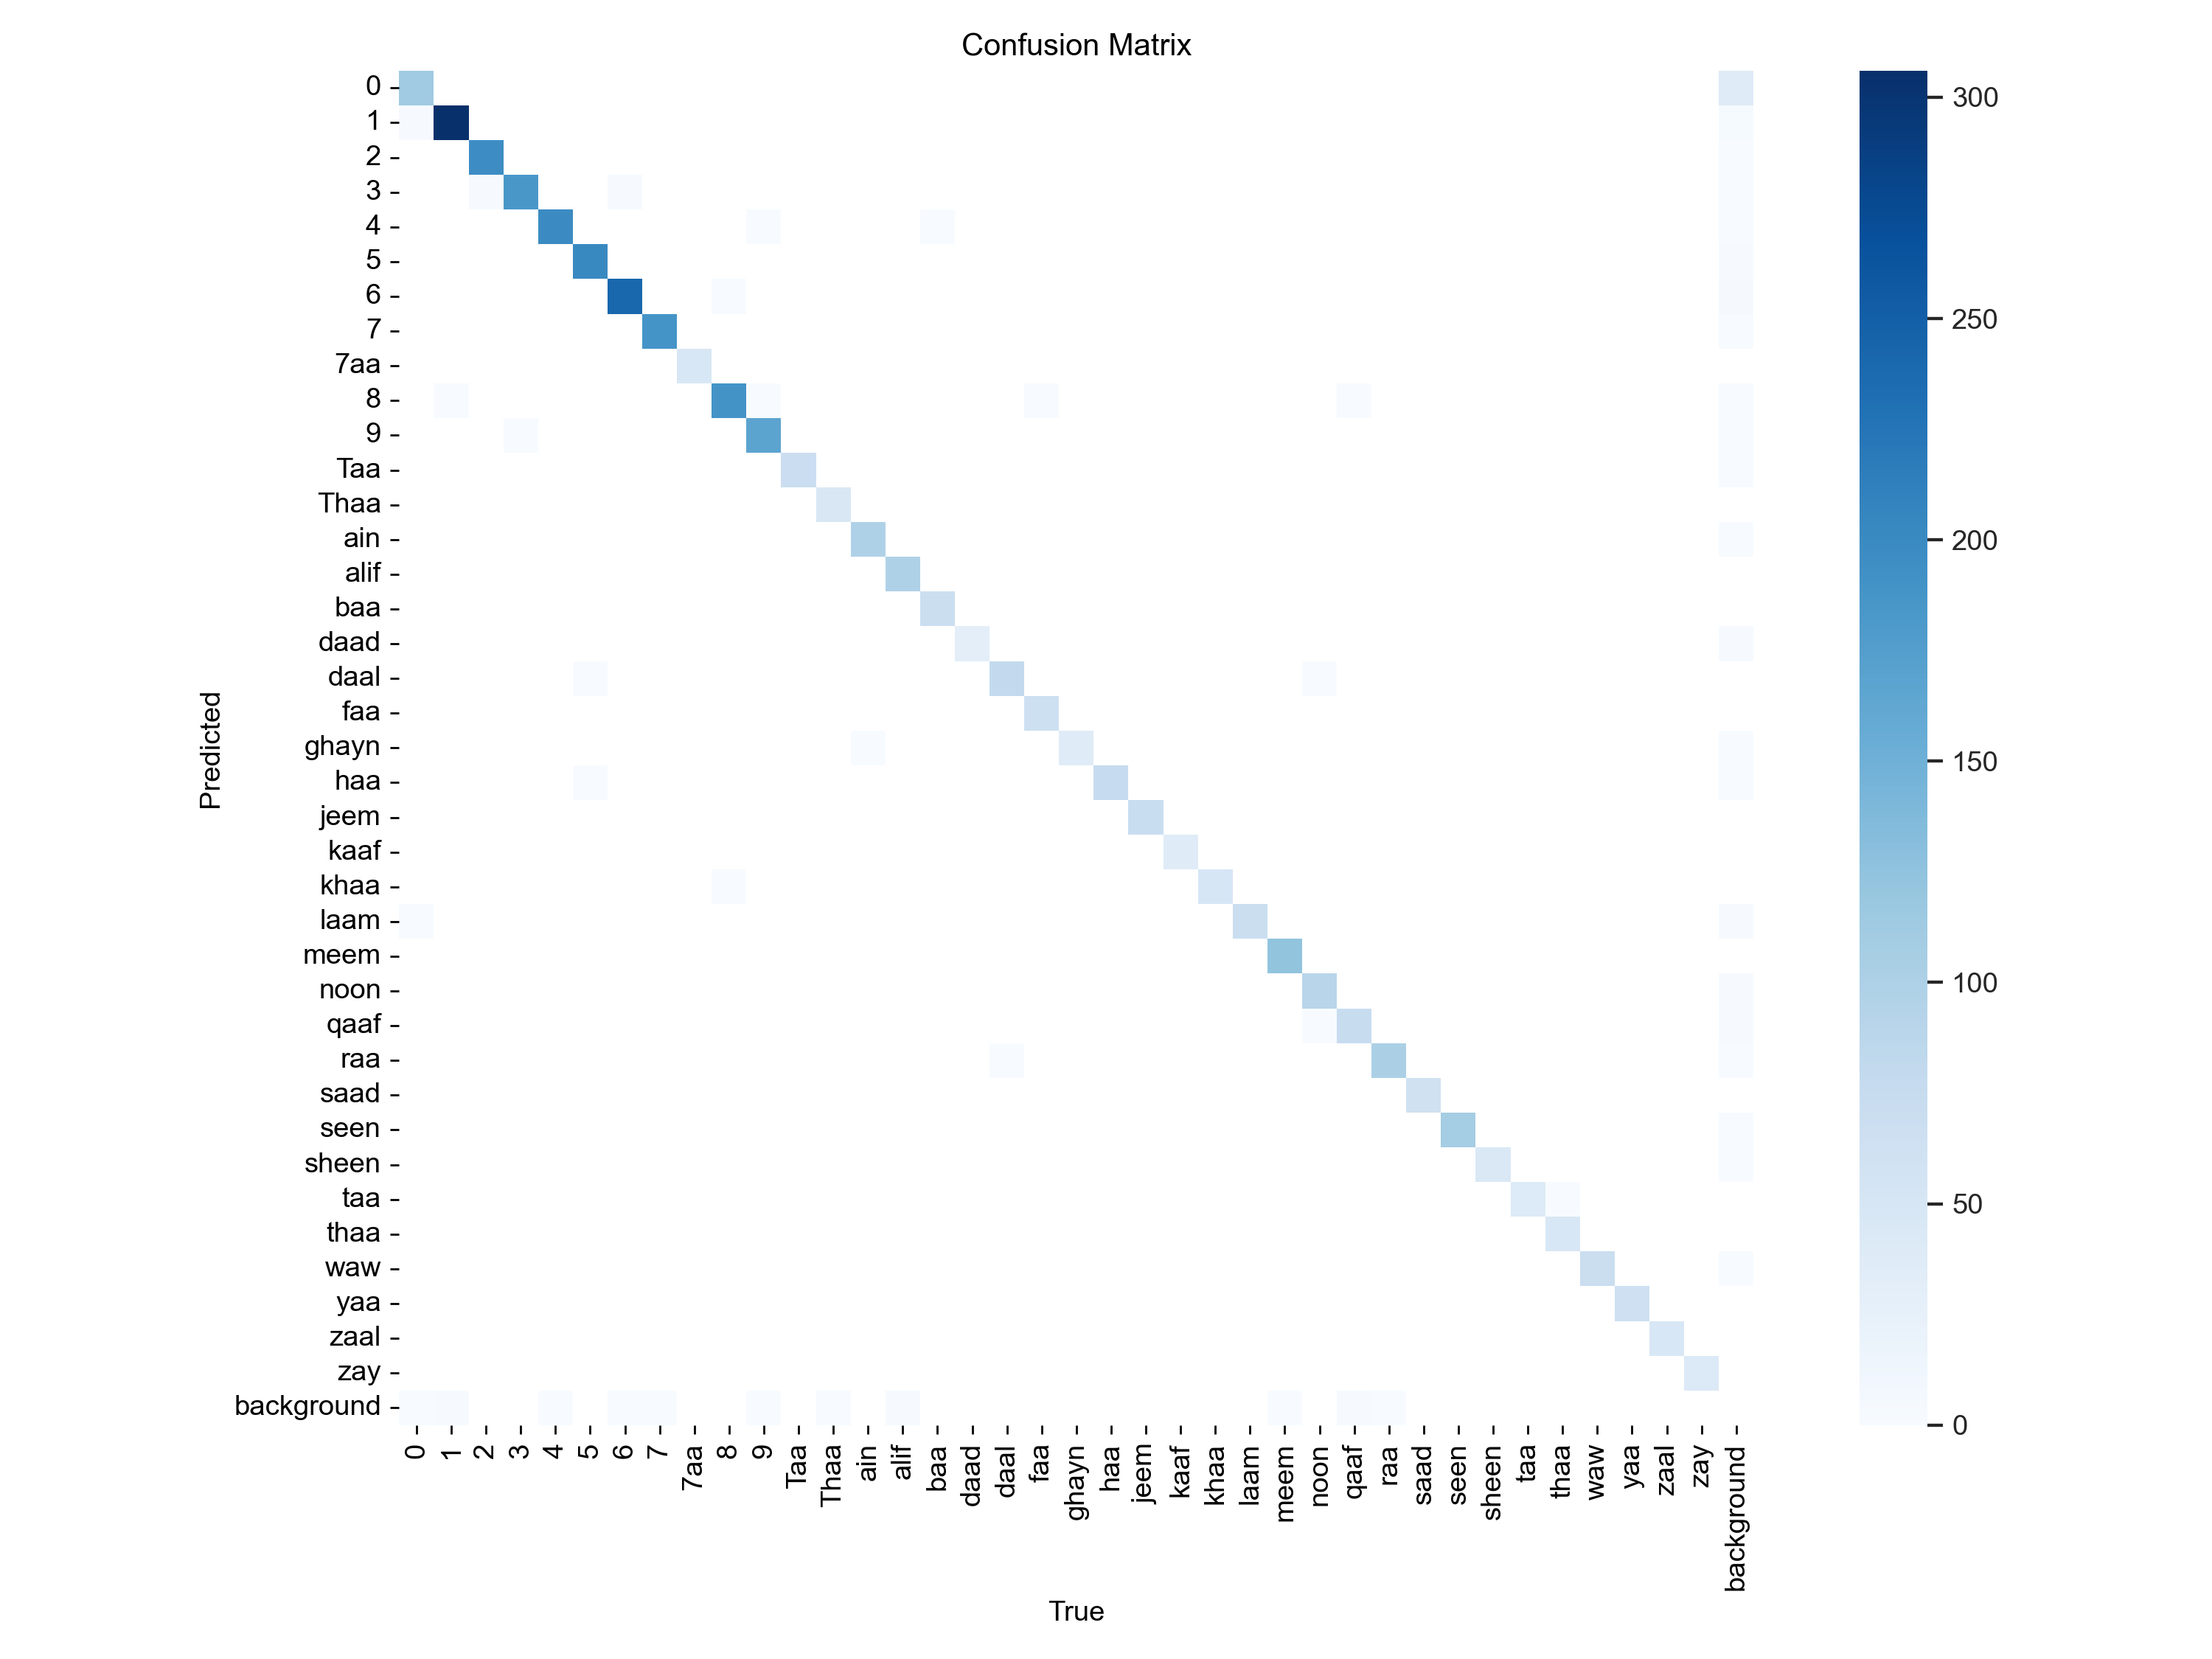 Confusion Matrix
0
1
2
3
4
5
6
7
7aa
8
9
Taa
Thaa
ain
alif
baa
daad
daal
faa
ghayn
haa
jeem
kaaf
khaa
laam
meem
noon
qaaf
raa
saad
seen
sheen
taa
thaa
waw
yaa
zaal
zay
background
Predicted
0 1 2 3 4 5 6 7 7aa 8 9 Taa Thaa ain alif baa daad daal faa ghayn haa jeem kaaf khaa laam meem noon qaaf raa saad seen sheen taa thaa waw yaa zaal zay background
True
300
250
200
150
100
50
0